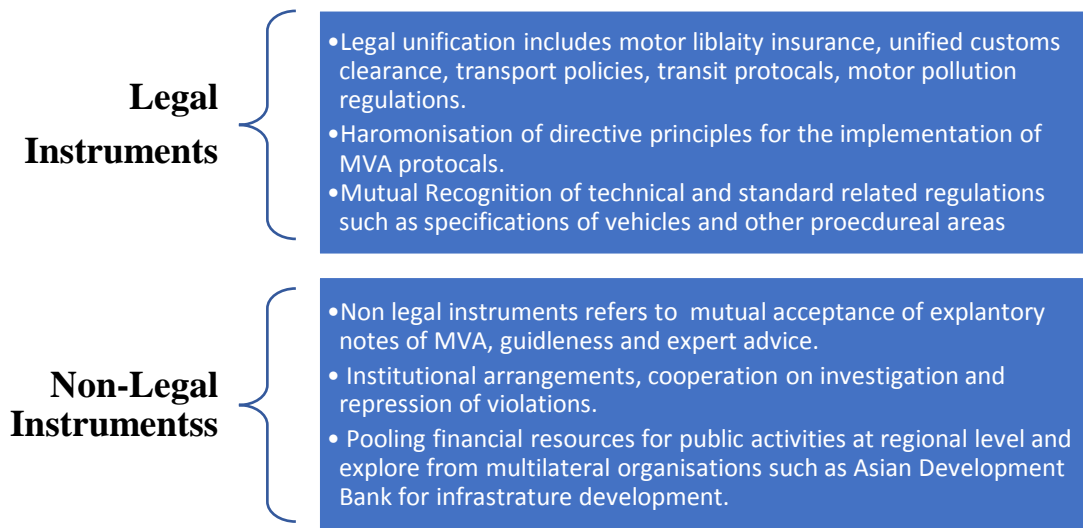 Legal
Instruments
•Legal unification includes motor liblaity insurance, unified customs
clearance, transport policies, transit protocals, motor pollution
regulations.
•Haromonisation of directive principles for the implementation of
MVA protocals.
•Mutual Recognition of technical and standard related regulations
such as specifications of vehicles and other proecdureal areas
Non-Legal
Instrumentss
•Non legal instruments refers to mutual acceptance of explantory
notes of MVA, guidleness and expert advice.
• Institutional arrangements, cooperation on investigation and
repression of violations.
• Pooling financial resources for public activities at regional level and
explore from multilateral organisations such as Asian Development
Bank for infrastrature development.